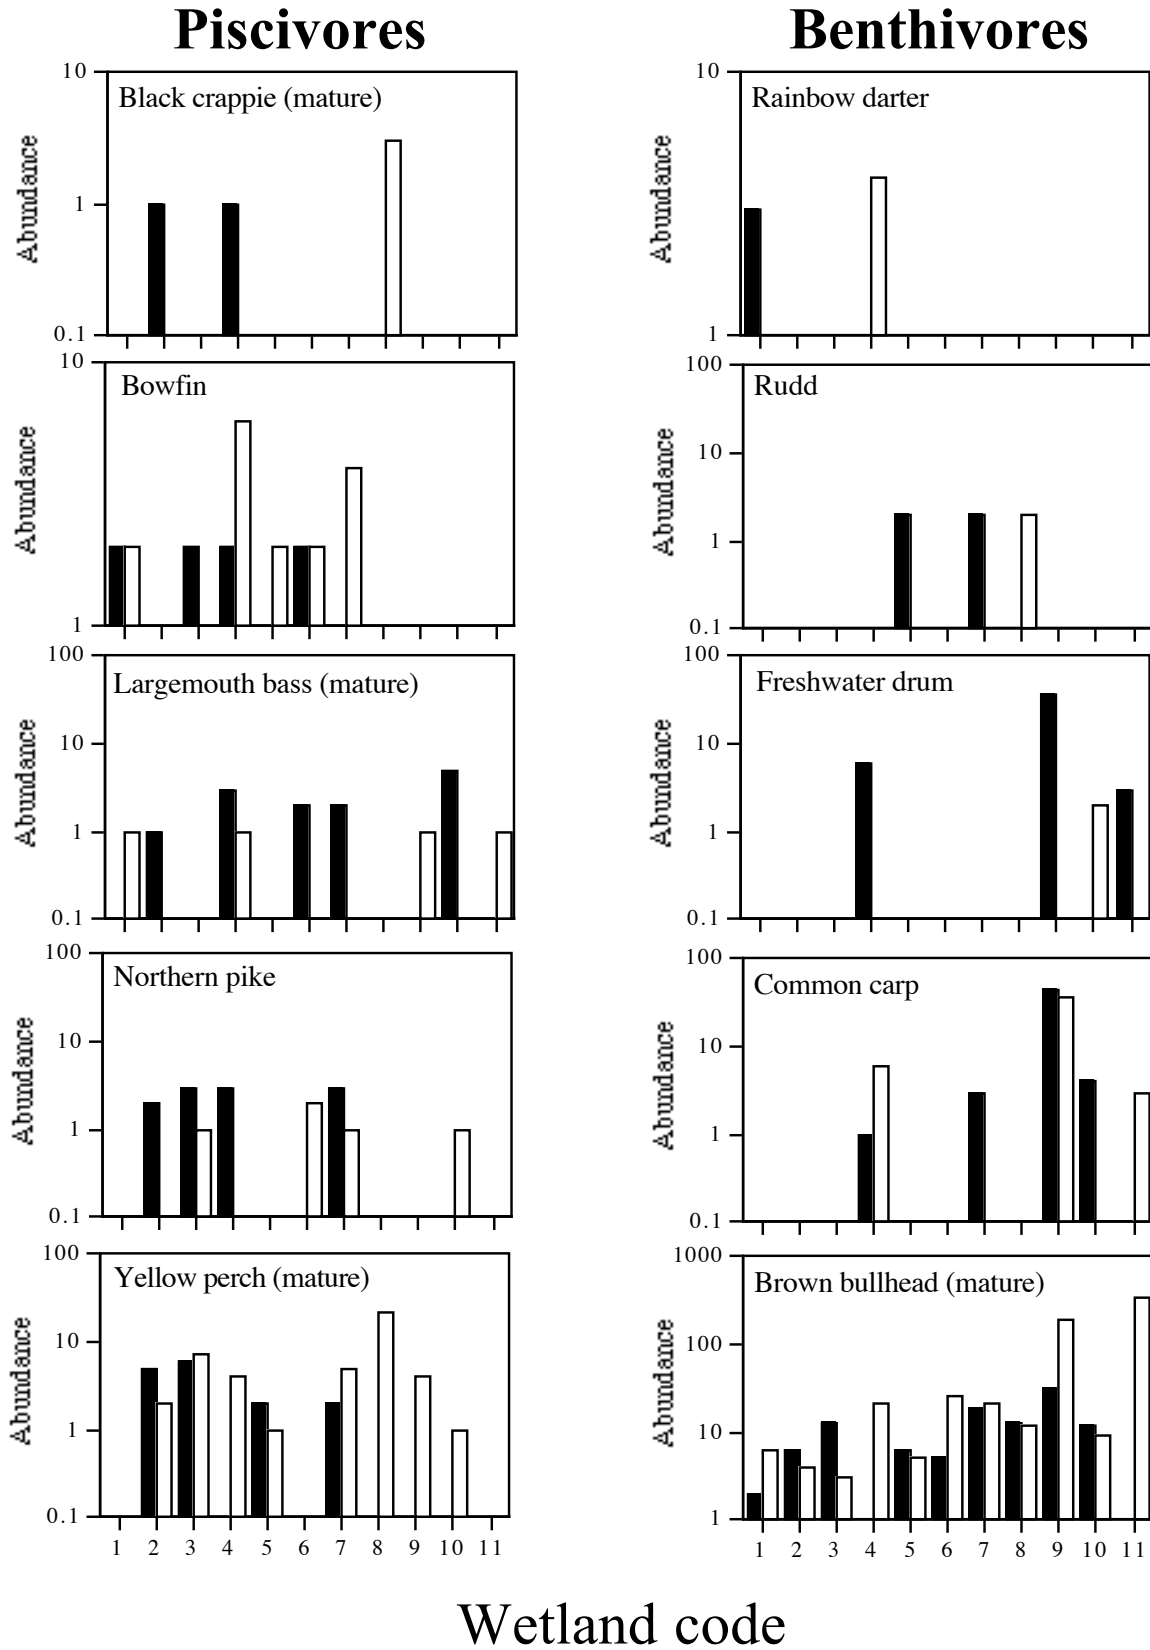 Piscivores
Benthivores
10
Black crappie (mature)
Abundance
1
0.1
10
Rainbow darter
Abundance
1
10
Bowfin
Abundance
1
100
Rudd
10
Abundance
1
0.1
100
Largemouth bass (mature)
10
Abundance
1
0.1
100
Freshwater drum
10
Abundance
1
0.1
100
Northern pike
10
Abundance
1
0.1
100
Common carp
10
Abundance
1
0.1
100
Yellow perch (mature)
10
Abundance
1
0.1
1 2 3 4 5 6 7 8 9 10 11
1000
Brown bullhead (mature)
100
Abundance
10
1
1 2 3 4 5 6 7 8 9 10 11
Wetland code